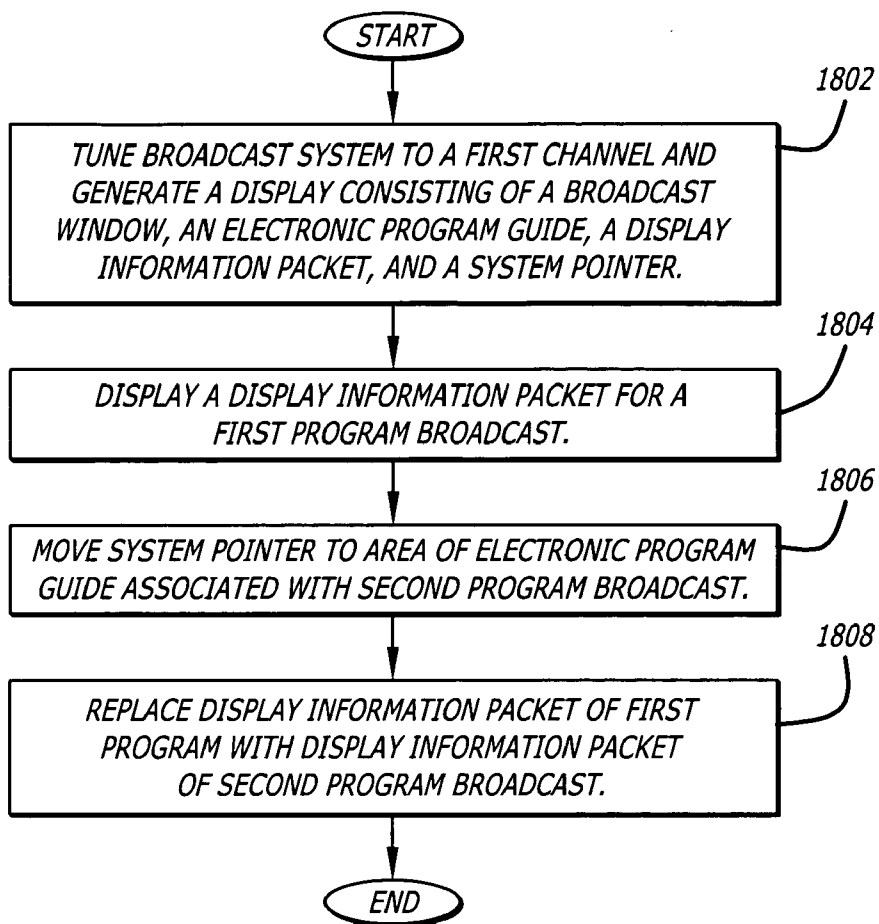 START
1802
TUNE BROADCAST SYSTEM TO A FIRST CHANNEL AND
GENERATE A DISPLAY CONSISTING OF A BROADCAST
WINDOW, AN ELECTRONIC PROGRAM GUIDE, A DISPLAY
INFORMATION PACKET, AND A SYSTEM POINTER.
1804
DISPLAY A DISPLAY INFORMATION PACKET FOR A
FIRST PROGRAM BROADCAST.
1806
MOVE SYSTEM POINTER TO AREA OF ELECTRONIC PROGRAM
GUIDE ASSOCIATED WITH SECOND PROGRAM BROADCAST.
1808
REPLACE DISPLAY INFORMATION PACKET OF FIRST
PROGRAM WITH DISPLAY INFORMATION PACKET
OF SECOND PROGRAM BROADCAST.
END